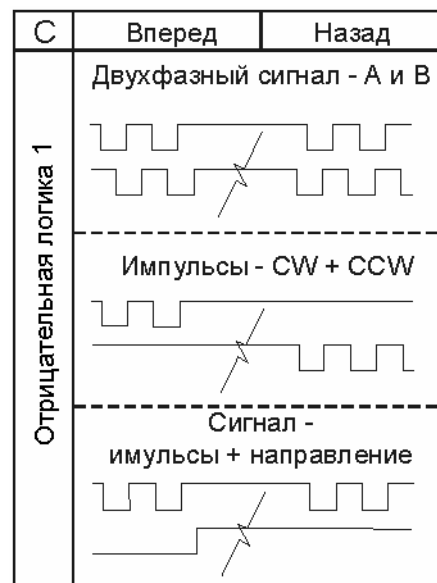 С Вперед Назад
Отрицательная логика 1
Двухфазный сигнал - А и В
Импульсы - CW + CCW
Сигнал -
имульсы + направление